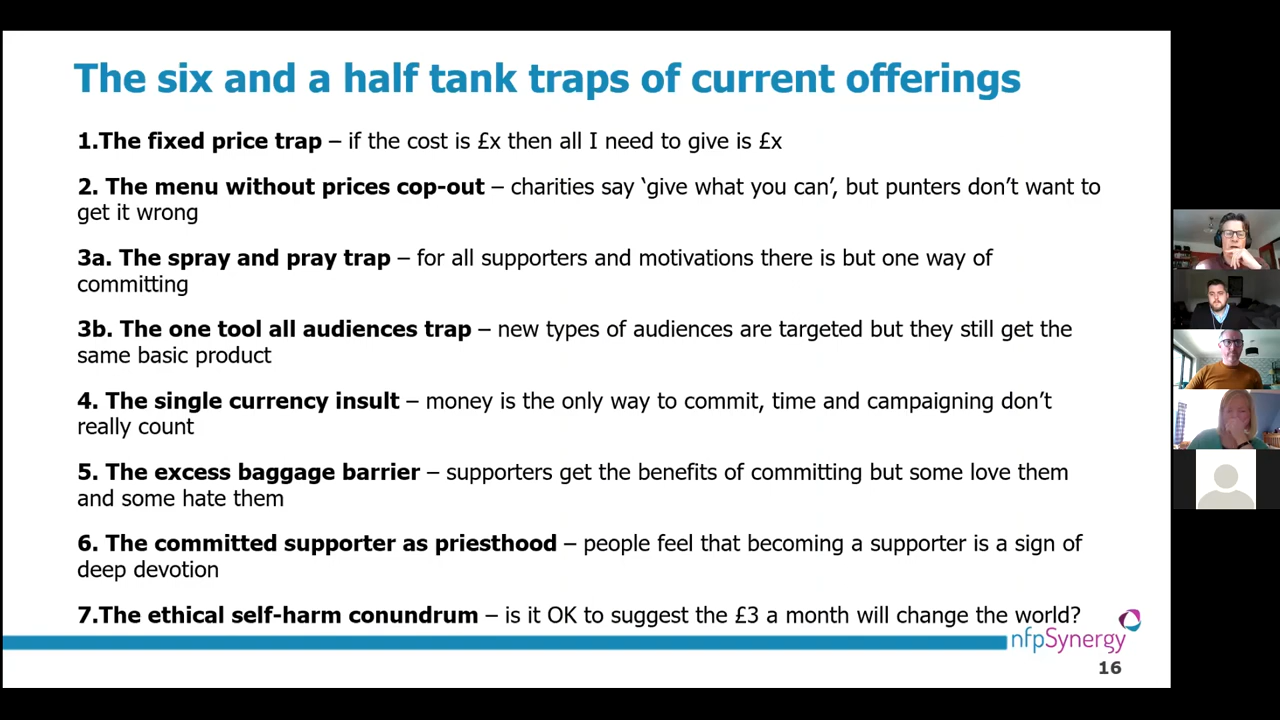 The six and a half tank traps of current offerings
1.The fixed price trap – if the cost is £x then all I need to give is £x
2. The menu without prices cop-out – charities say ‘give what you can’, but punters don’t want to
get it wrong
3a. The spray and pray trap – for all supporters and motivations there is but one way of
committing
3b. The one tool all audiences trap – new types of audiences are targeted but they still get the
same basic product
4. The single currency insult – money is the only way to commit, time and campaigning don’t
really count
5. The excess baggage barrier – supporters get the benefits of committing but some love them
and some hate them
6. The committed supporter as priesthood – people feel that becoming a supporter is a sign of
deep devotion
7.The ethical self-harm conundrum – is it OK to suggest the £3 a month will change the world?
nfpSynergy
16